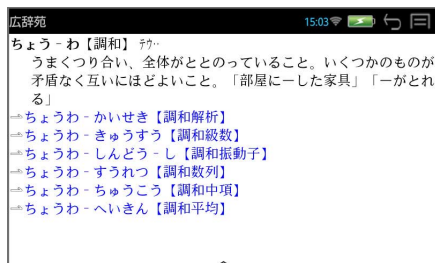 広辞苑 15:03
ちょう‐わ【調和】テウ‥
うまくつり合い、全体がととのっていること。いくつかのものが
矛盾なく互いにほどよいこと。「部屋に―した家具」「―がとれ
る」
→ちょうわ‐かいせき【調和解析】
→ちょうわ‐きゅうすう【調和級数】
→ちょうわ‐しんどう‐し【調和振動子】
→ちょうわ‐すうれつ【調和数列】
→ちょうわ‐ちゅうこう【調和中項】
→ちょうわ‐へいきん【調和平均】